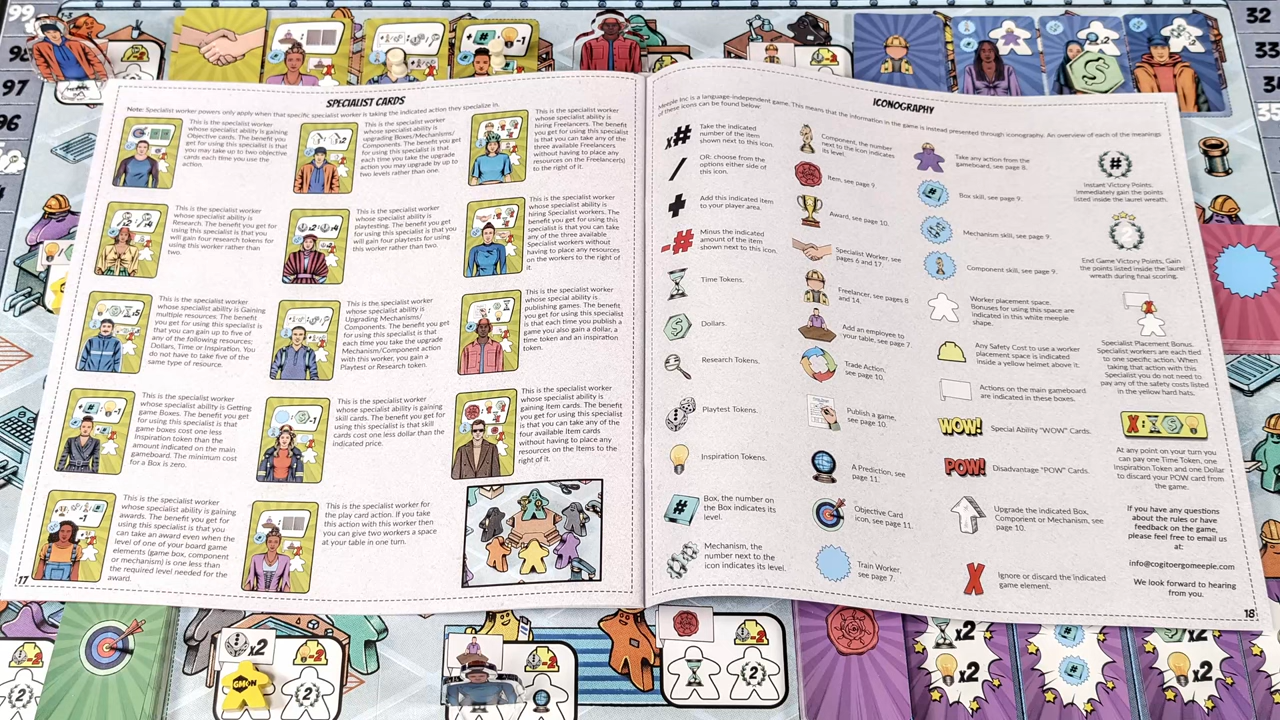 99
98
97
96
32
33
SPECIALIST CARDS
Note: Specialist worker powers only apply when that specific specialist worker is taking the indicated action they specialize in.
This is the specialist worker
whose specialist ability is gaining
Objective cards. The benefit you
get for using this specialist is that
you may take up to two objective
cards each time you use the
action.
This is the specialist worker
whose specialist ability is
upgrading Boxes/Mechanisms/
Components. The benefit you get
for using this specialist is that
each time you take the upgrade
action you may upgrade by up to
two levels rather than one.
This is the specialist worker
whose specialist ability is
hiring Freelancers. The benefit
you get for using this specialist
is that you can take any of the
three available Freelancers
without having to place any
resources on the Freelancer(s)
to the right of it.
This is the specialist worker
whose specialist ability is
Research. The benefit you get for
using this specialist is that you
will gain four research tokens for
using this worker rather than
two.
This is the specialist worker
whose specialist ability is
playtesting. The benefit you get
for using this specialist is that you
will gain four playtests for using
this worker rather than two.
This is the specialist worker
whose specialist ability is
hiring Specialist workers. The
benefit you get for using this
specialist is that you can take
any of the three available
Specialist workers without
having to place any resources
on the workers to the right of
it.
This is the specialist worker
whose specialist ability is Gaining
multiple resources. The benefit
you get for using this specialist is
that you can gain up to five of
any of the following resources;
Dollars, Time or Inspiration. You
do not have to take five of the
same type of resource.
This is the specialist worker
whose specialist ability is
Upgrading Mechanisms/
Components. The benefit you get
for using this specialist is that
each time you take the upgrade
Mechanism/Component action
with this worker, you gain a
Playtest or Research token.
This is the specialist worker
whose special ability is
publishing games. The benefit
you get for using this specialist
is that each time you publish a
game you also gain a dollar, a
time token and an inspiration
token.
This is the specialist worker
whose specialist ability is Getting
game Boxes. The benefit you get
for using this specialist is that
game boxes cost one less
Inspiration token than the
amount indicated on the main
gameboard. The minimum cost
for a Box is zero.
This is the specialist worker
whose specialist ability is gaining
skill cards. The benefit you get for
using this specialist is that skill
cards cost one less dollar than the
indicated price.
This is the specialist worker
whose specialist ability is
gaining Item cards. The benefit
you get for using this specialist
is that you can take any of the
four available Item cards
without having to place any
resources on the Items to the
right of it.
This is the specialist worker
whose specialist ability is gaining
awards. The benefit you get for
using this specialist is that you
can take an award even when the
level of one of your board game
elements (game box, component
or mechanism) is one less than
the required level needed for the
award.
This is the specialist worker for
the play card action. If you take
this action with this worker then
you can give two workers a space
at your table in one turn.
17
ICONOGRAPHY
Meeple Inc is a language-independent game. This means that the information in the game is instead presented through iconography. An overview of each of the meanings
of these icons can be found below:
x#
Take the indicated
number of the item
shown next to this icon.
/
OR: choose from the
options either side of
this icon.
Add this indicated item
to your player area.
-#
Minus the indicated
amount of the item
shown next to this icon.
Time Tokens.
Dollars.
Research Tokens.
Playtest Tokens.
Inspiration Tokens.
Box, the number on
the Box indicates its
level.
Mechanism, the
number next to the
icon indicates its level.
Component, the number
next to the icon indicates
its level.
Item, see page 9.
Award, see page 10.
Specialist Worker, see
pages 6 and 17.
Freelancer, see pages 8
and 14.
Add an employee to
your table, see page 7
Trade Action,
see page 10.
Publish a game,
see page 10.
A Prediction, see
page 11.
Objective Card
icon, see page 11.
Train Worker,
see page 7.
Take any action from the
gameboard, see page 8.
Box skill, see page 9.
Mechanism skill, see page 9.
Component skill, see page 9.
Worker placement space.
Bonuses for using this space are
indicated in this white meeple
shape.
Any Safety Cost to use a worker
placement space is indicated
inside a yellow helmet above it.
Actions on the main gameboard
are indicated in these boxes.
WOW!
Special Ability "WOW" Cards.
POW!
Disadvantage "POW" Cards.
Upgrade the indicated Box,
Component or Mechanism, see
page 10.
X
Ignore or discard the indicated
game element.
#
Instant Victory Points.
Immediately gain the points
listed inside the laurel wreath.
2
End Game Victory Points. Gain
the points listed inside the laurel
wreath during final scoring.
Specialist Placement Bonus.
Specialist workers are each tied
to one specific action. When
taking that action with this
Specialist you do not need to
pay any of the safety costs listed
in the yellow hard hats.
At any point on your turn you
can pay one Time Token, one
Inspiration Token and one Dollar
to discard your POW card from
the game.
If you have any questions
about the rules or have
feedback on the game,
please feel free to email us
at:
info@cogitoergomeeple.com
We look forward to hearing
from you.
18
x2
-2
GMON
2
x2
x2
x2